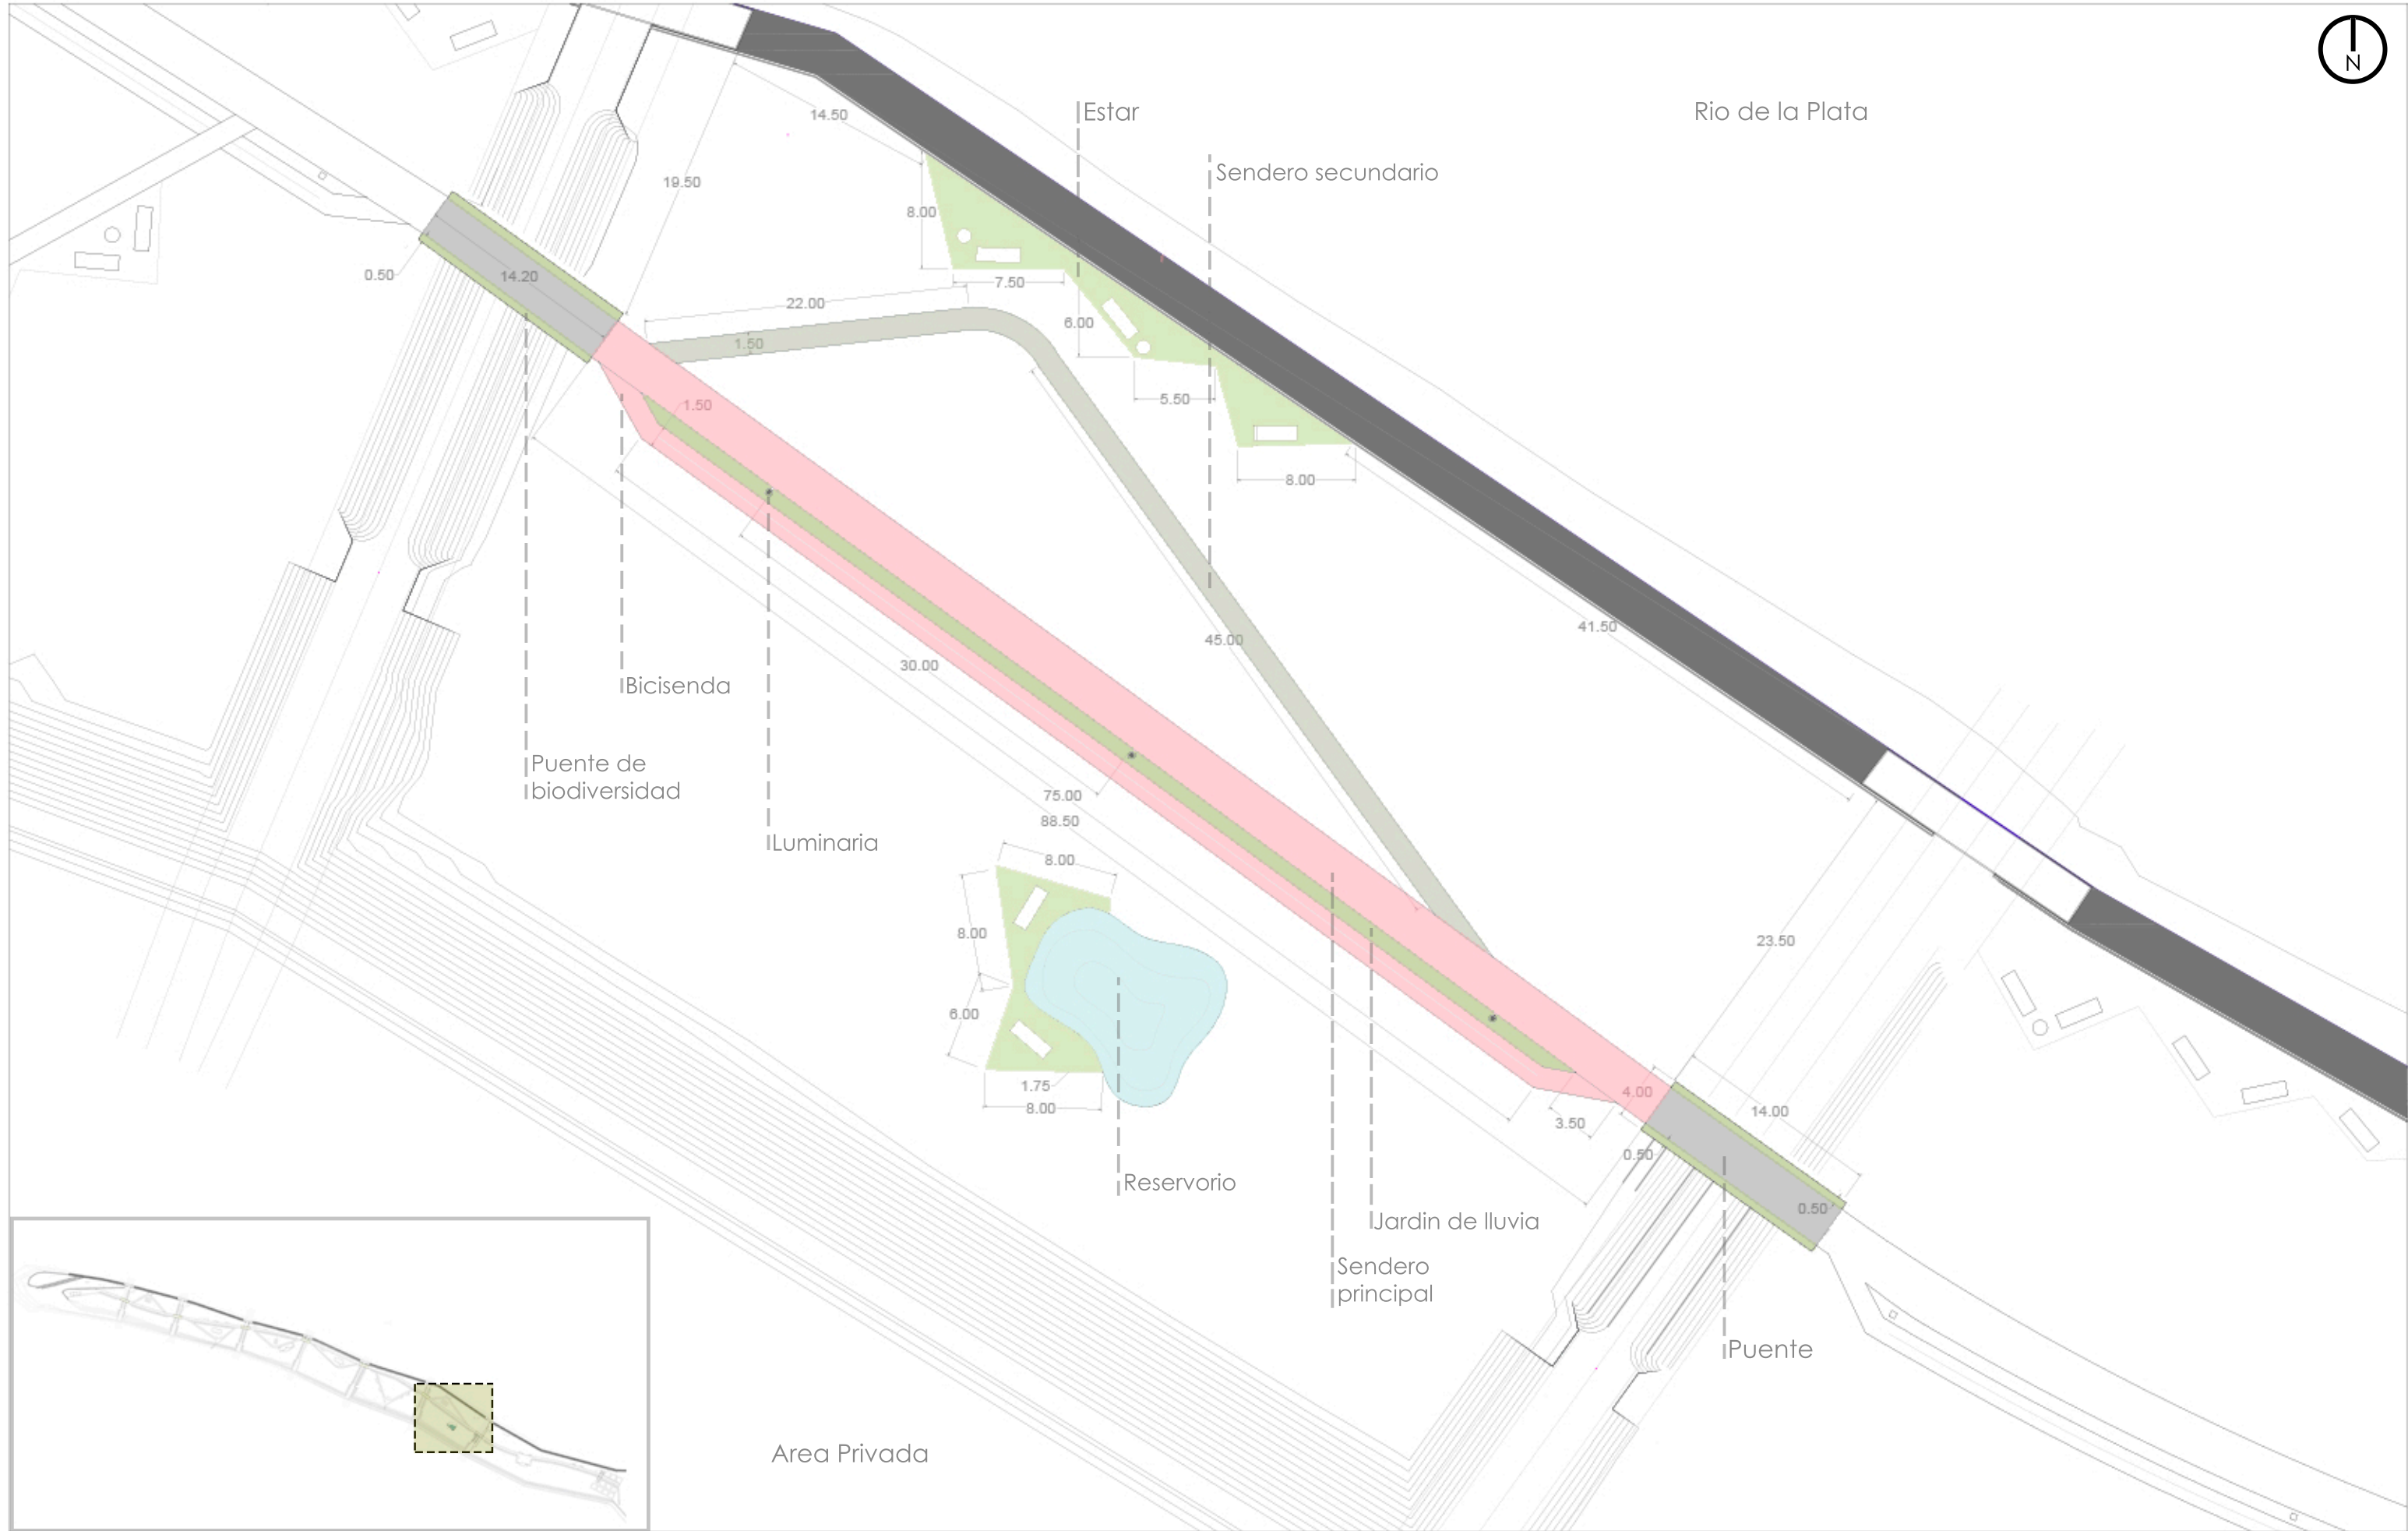 N
Estar
Rio de la Plata
14.50
Sendero secundario
19.50
8.00
0.50
14.20
7.50
22.00
6.00
1.50
5.50
1.50
8.00
41.50
45.00
30.00
Bicisenda
Puente de
biodiversidad
75.00
88.50
Luminaria
8.00
8.00
23.50
6.00
1.75
8.00
4.00
14.00
3.50
0.50
Reservorio
0.50
Jardin de lluvia
Sendero
principal
Puente
Area Privada